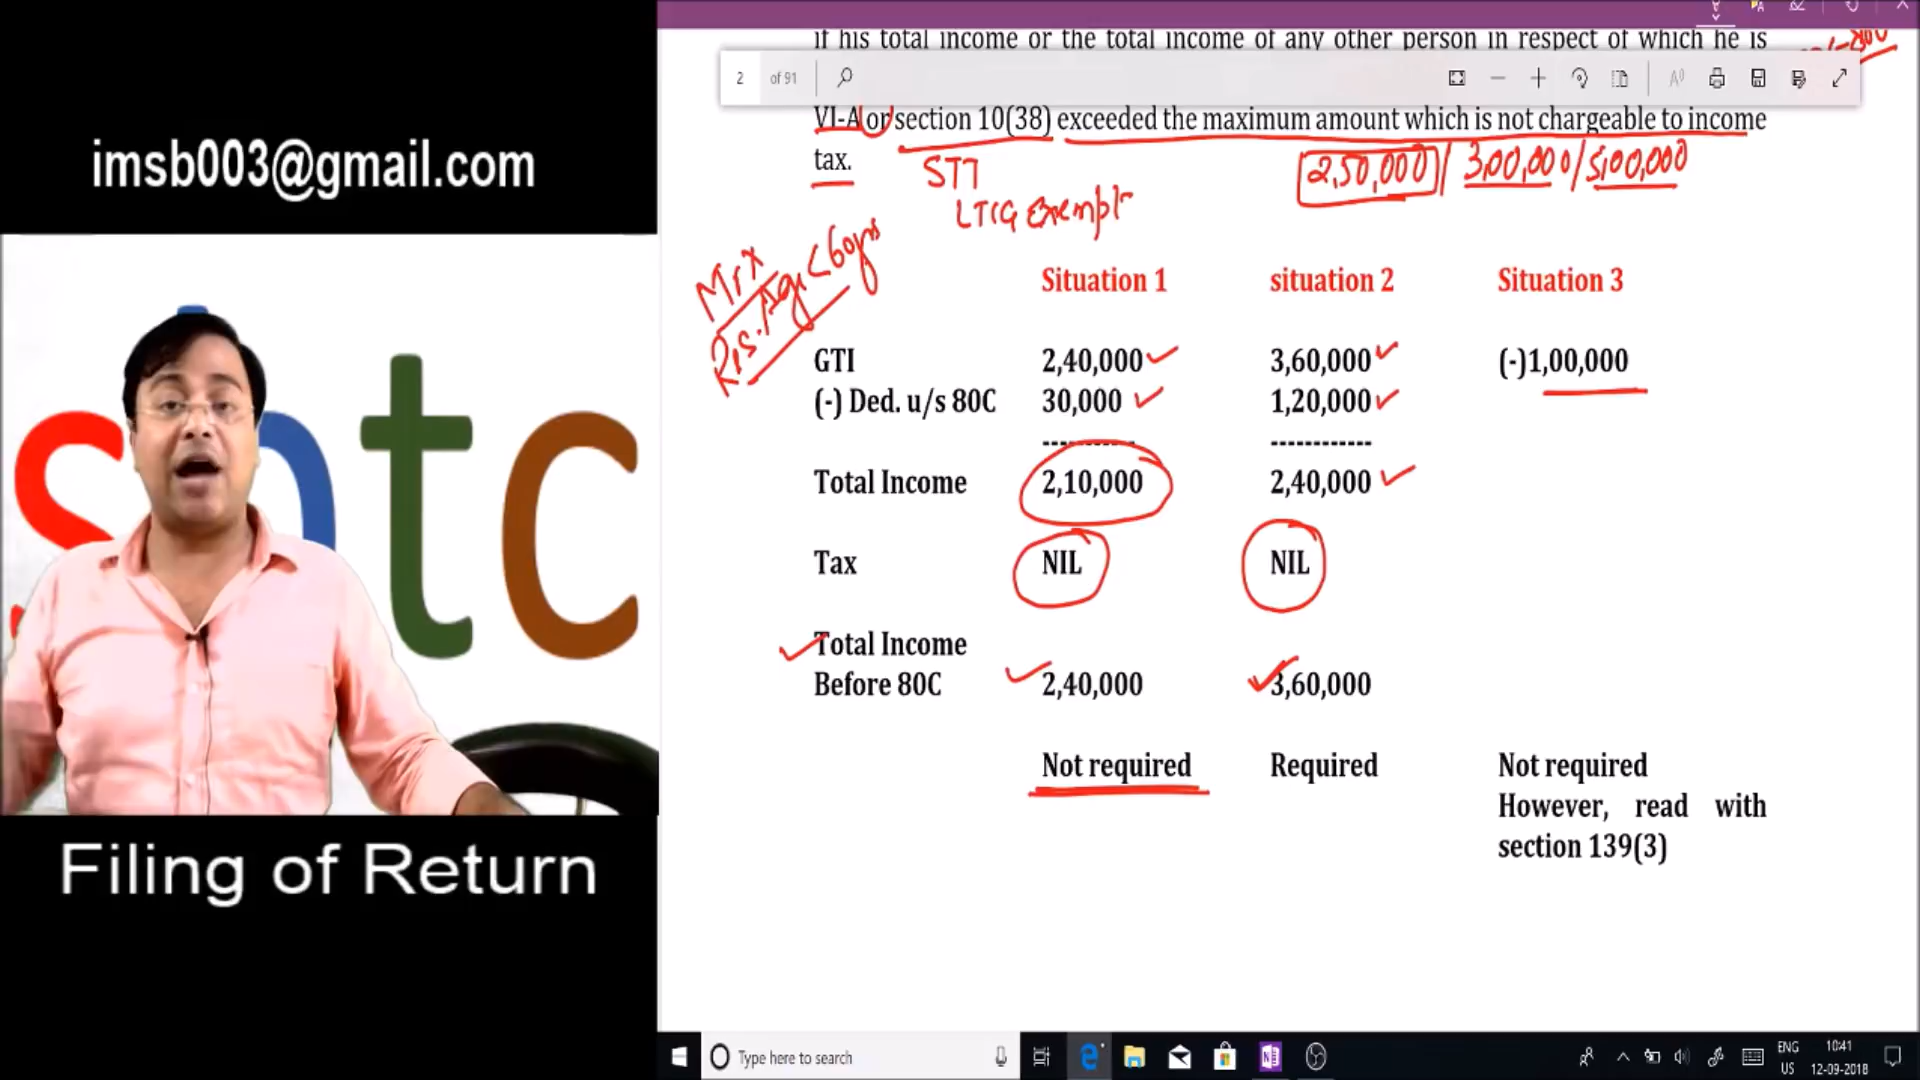 imsb003@gmail.com
sntc
Filing of Return
if his total income or the total income of any other person in respect of which he is
2 of 91
VI-A or section 10(38) exceeded the maximum amount which is not chargeable to income
tax.
STT
2,50,000 / 3,00,000 / 5,00,000
LTCG Exempt
Mr X
Res. Age < 60yrs
Situation 1 situation 2 Situation 3
GTI 2,40,000 3,60,000 (-)1,00,000
(-) Ded. u/s 80C 30,000 1,20,000
----------- ------------
Total Income 2,10,000 2,40,000
Tax NIL NIL
Total Income
Before 80C 2,40,000 3,60,000
Not required Required Not required
However, read with
section 139(3)
Type here to search
ENG
US
10:41
12-09-2018